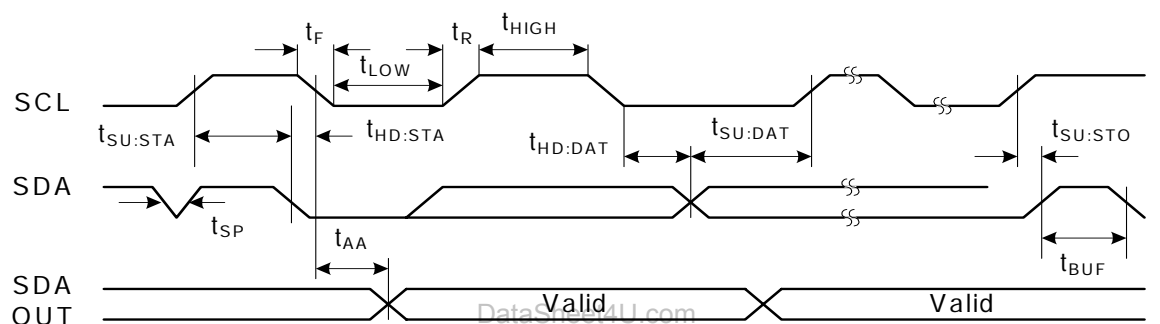 tF
tR
tHIGH
tLOW
SCL
tSU:STA
tHD:STA
tHD:DAT
tSU:DAT
tSU:STO
SDA
tSP
tAA
tBUF
SDA
OUT
Valid
Valid
DataSheet4U.com